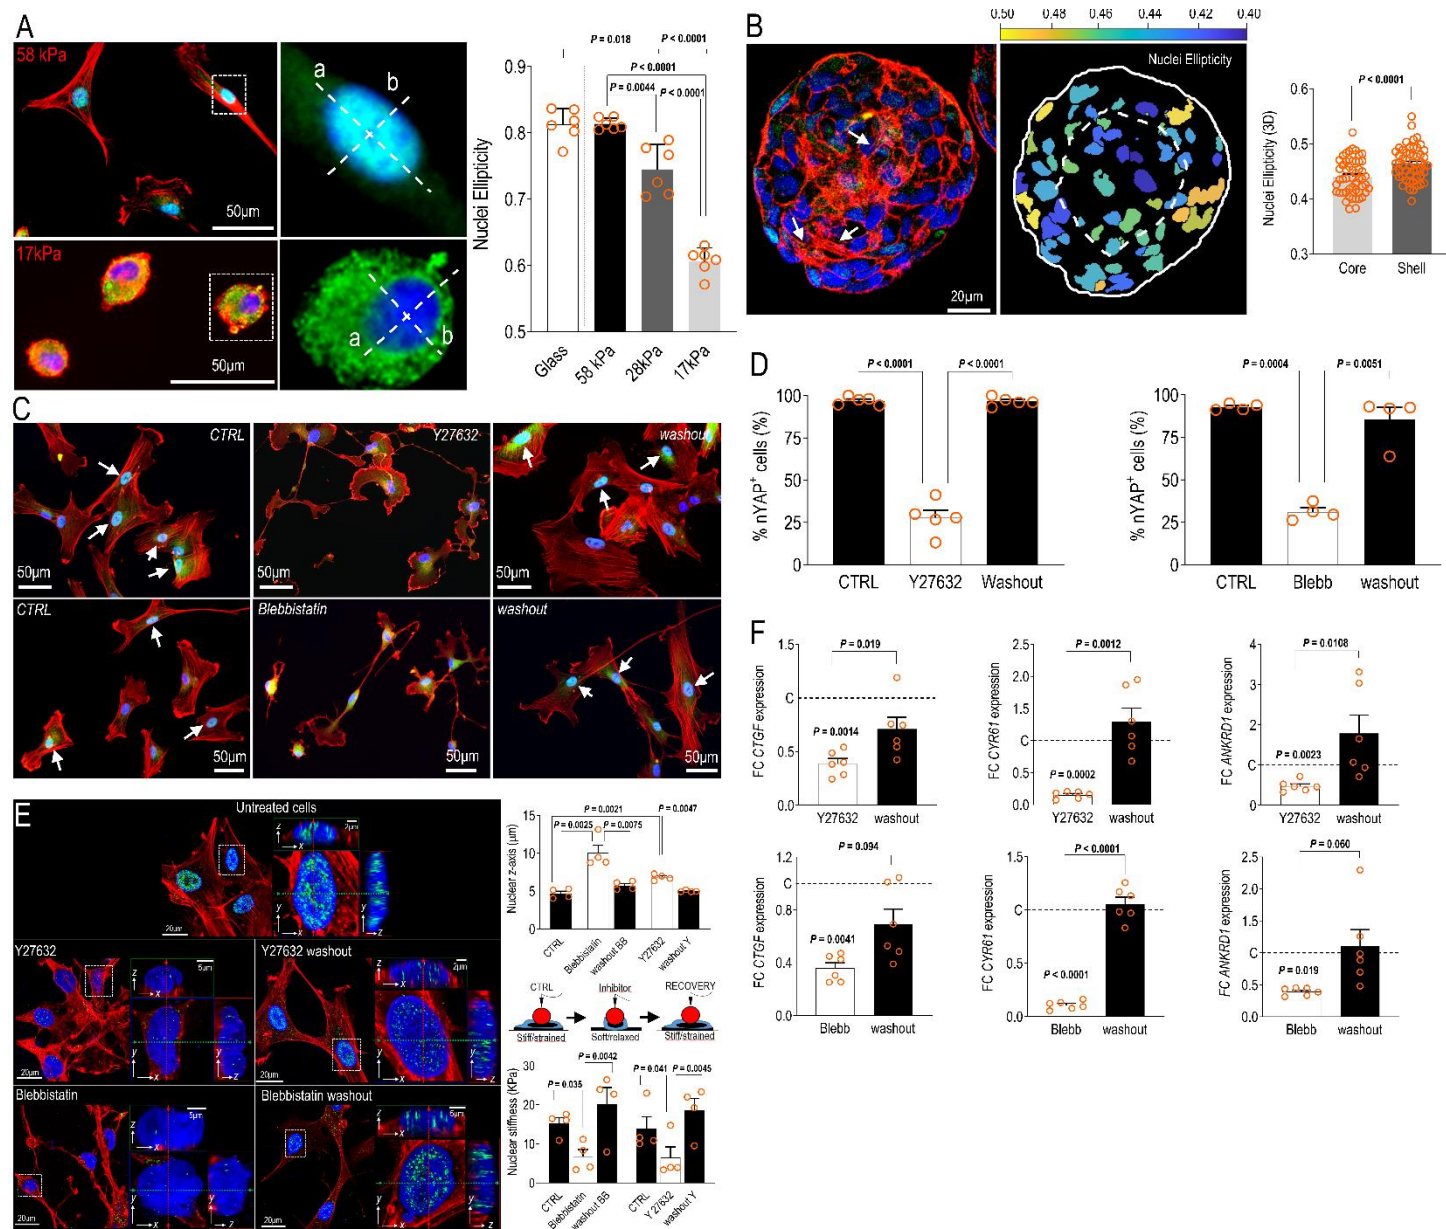 A
58 kPa
a
b
50µm
17kPa
50µm
50µm
a
b
P = 0.018
P < 0.0001
P < 0.0001
P = 0.0044
P < 0.0001
Nuclei Ellipticity
0.9
0.8
0.7
0.6
0.5
Glass
58 kPa
28kPa
17kPa
B
0.50
0.48
0.46
0.44
0.42
0.40
Nuclei Ellipticity
20µm
P < 0.0001
Nuclei Ellipticity (3D)
0.6
0.5
0.4
0.3
Core
Shell
C
CTRL
Y27632
washout
50µm
50µm
50µm
CTRL
Blebbistatin
washout
50µm
50µm
50µm
D
P < 0.0001
P < 0.0001
% nYAP+ cells (%)
100
75
50
25
0
CTRL
Y27632
Washout
P = 0.0004
P = 0.0051
% nYAP+ cells (%)
100
75
50
25
0
CTRL
Blebb
washout
E
Untreated cells
z
x
2µm
y
y
x
z
20µm
Y27632
z
x
5µm
y
y
x
z
20µm
Y27632 washout
z
x
2µm
y
y
x
z
20µm
Blebbistatin
z
x
5µm
y
y
x
z
20µm
Blebbistatin washout
z
x
5µm
y
y
x
z
20µm
P = 0.0021
P = 0.0047
P = 0.0025
P = 0.0075
Nuclear z-axis (µm)
15
10
5
0
CTRL
Blebbistatin
washout BB
Y27632
washout Y
CTRL
Inhibitor
RECOVERY
Stiff/strained
Soft/relaxed
Stiff/strained
P = 0.0042
P = 0.035
P = 0.041
P = 0.0045
Nuclear stiffness (KPa)
30
20
10
0
CTRL
Blebbistatin
washout BB
CTRL
Y 27632
washout Y
F
P = 0.019
FC CTGF expression
1.5
C
0.5
0.0
P = 0.0014
Y27632
washout
P = 0.0012
FC CYR61 expression
2.5
2.0
1.5
C
0.5
0.0
P = 0.0002
Y27632
washout
P = 0.0108
FC ANKRD1 expression
4
3
2
C
0
P = 0.0023
Y27632
washout
P = 0.094
FC CTGF expression
1.2
C
0.8
0.4
0.0
P = 0.0041
Blebb
washout
P < 0.0001
FC CYR61 expression
1.5
C
0.5
0.0
P < 0.0001
Blebb
washout
P = 0.060
FC ANKRD1 expression
2.5
2.0
1.5
C
0.5
0.0
P = 0.019
Blebb
washout